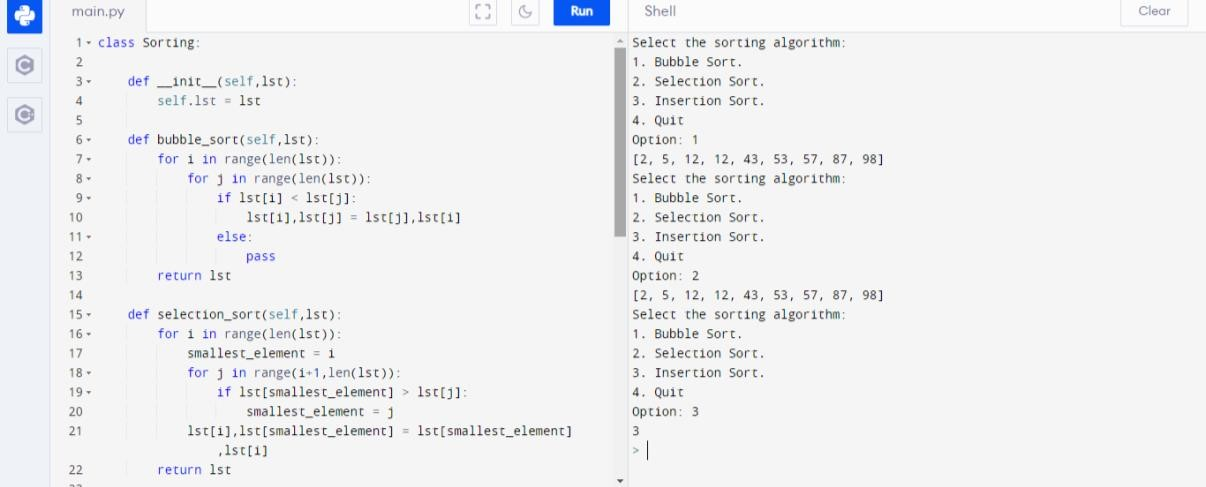 main.py
Run
Shell
Clear
1 class Sorting:
2
3 def __init__(self,lst):
4 self.lst = lst
5
6 def bubble_sort(self,lst):
7 for i in range(len(lst)):
8 for j in range(len(lst)):
9 if lst[i] < lst[j]:
10 lst[i],lst[j] = lst[j],lst[i]
11 else:
12 pass
13 return lst
14
15 def selection_sort(self,lst):
16 for i in range(len(lst)):
17 smallest_element = i
18 for j in range(i+1,len(lst)):
19 if lst[smallest_element] > lst[j]:
20 smallest_element = j
21 lst[i],lst[smallest_element] = lst[smallest_element]
,lst[i]
22 return lst
Select the sorting algorithm:
1. Bubble Sort.
2. Selection Sort.
3. Insertion Sort.
4. Quit
Option: 1
[2, 5, 12, 12, 43, 53, 57, 87, 98]
Select the sorting algorithm:
1. Bubble Sort.
2. Selection Sort.
3. Insertion Sort.
4. Quit
Option: 2
[2, 5, 12, 12, 43, 53, 57, 87, 98]
Select the sorting algorithm:
1. Bubble Sort.
2. Selection Sort.
3. Insertion Sort.
4. Quit
Option: 3
3
>